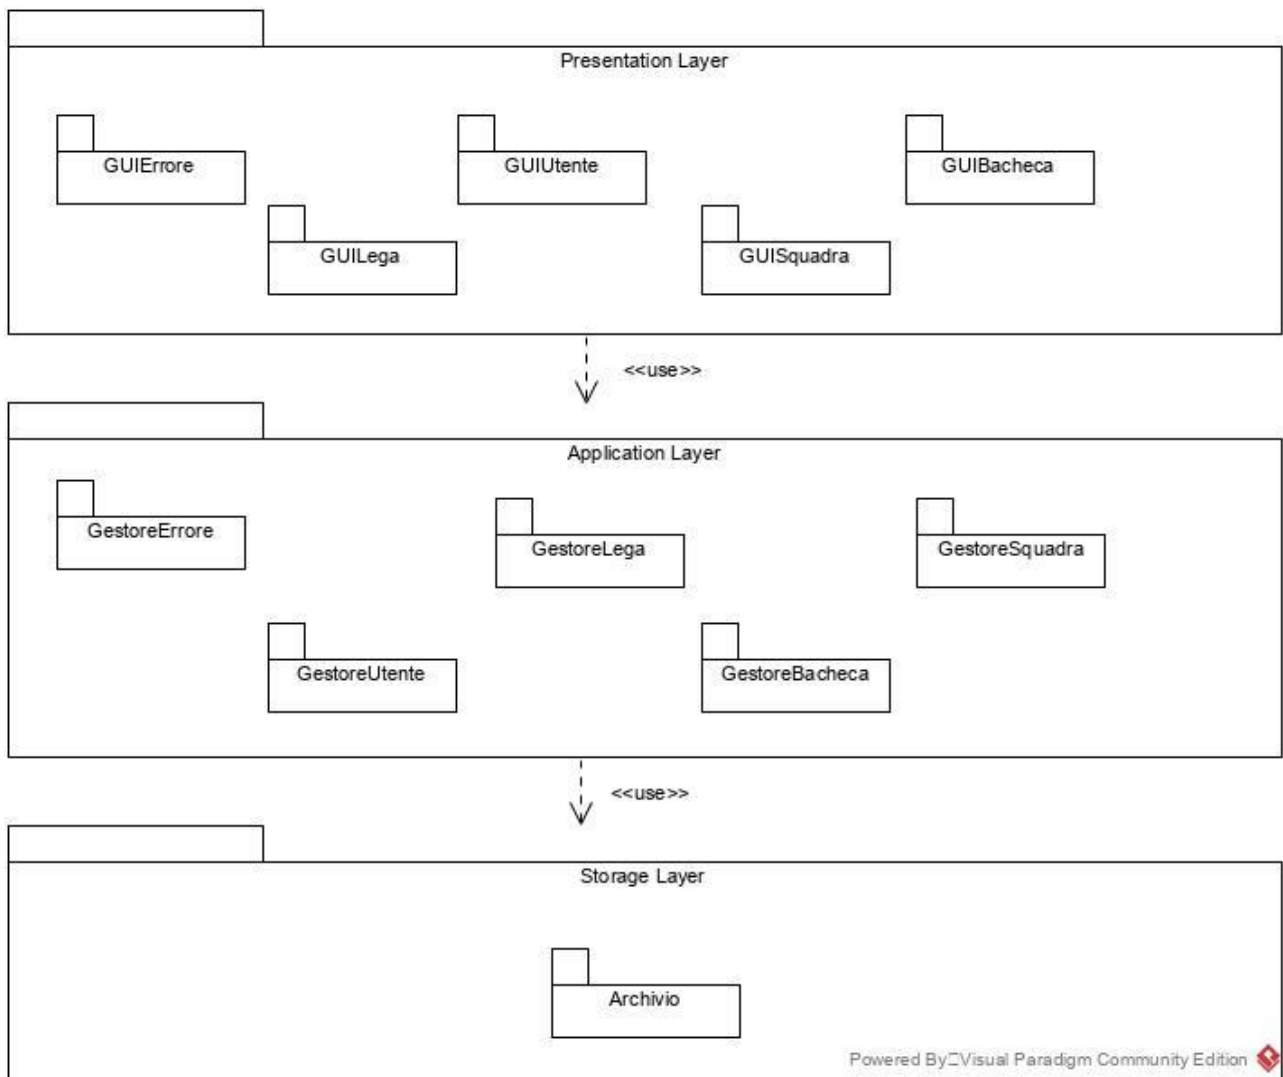 Presentation Layer
GUIErrore
GUIUtente
GUIBacheca
GUILega
GUISquadra
<<use>>
Application Layer
GestoreErrore
GestoreLega
GestoreSquadra
GestoreUtente
GestoreBacheca
<<use>>
Storage Layer
Archivio
Powered By Visual Paradigm Community Edition